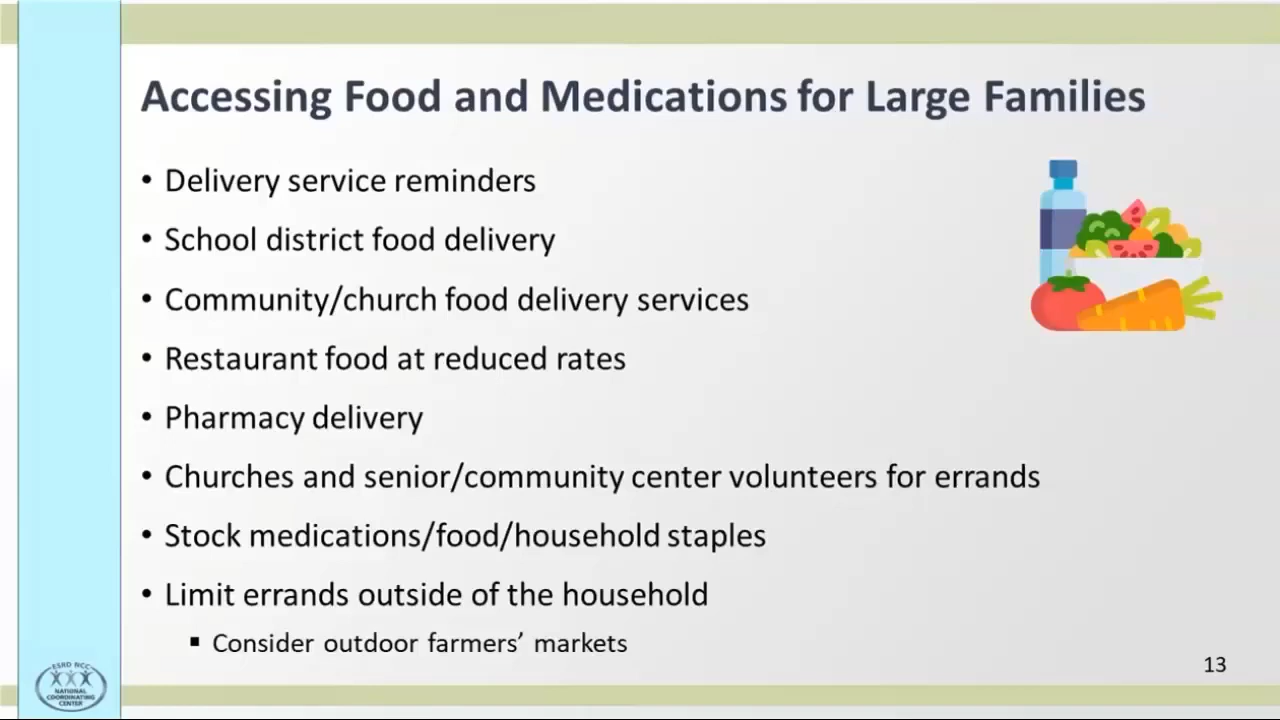 Accessing Food and Medications for Large Families
• Delivery service reminders
• School district food delivery
• Community/church food delivery services
• Restaurant food at reduced rates
• Pharmacy delivery
• Churches and senior/community center volunteers for errands
• Stock medications/food/household staples
• Limit errands outside of the household
▪ Consider outdoor farmers’ markets
13
ESRD NCC
NATIONAL
COORDINATING
CENTER